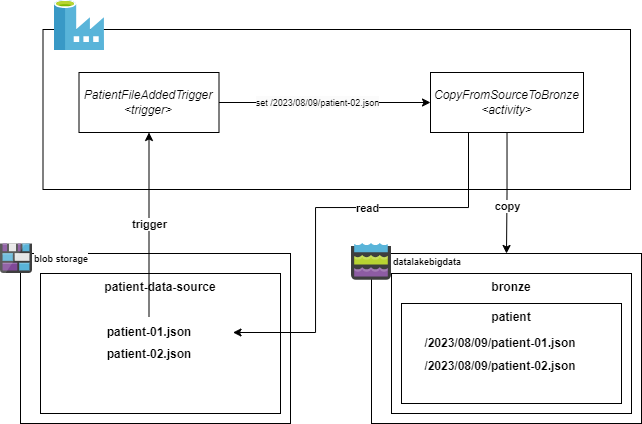 PatientFileAddedTrigger
<trigger>
set /2023/08/09/patient-02.json
CopyFromSourceToBronze
<activity>
trigger
read
copy
blob storage
patient-data-source
patient-01.json
patient-02.json
datalakebigdata
bronze
patient
/2023/08/09/patient-01.json
/2023/08/09/patient-02.json